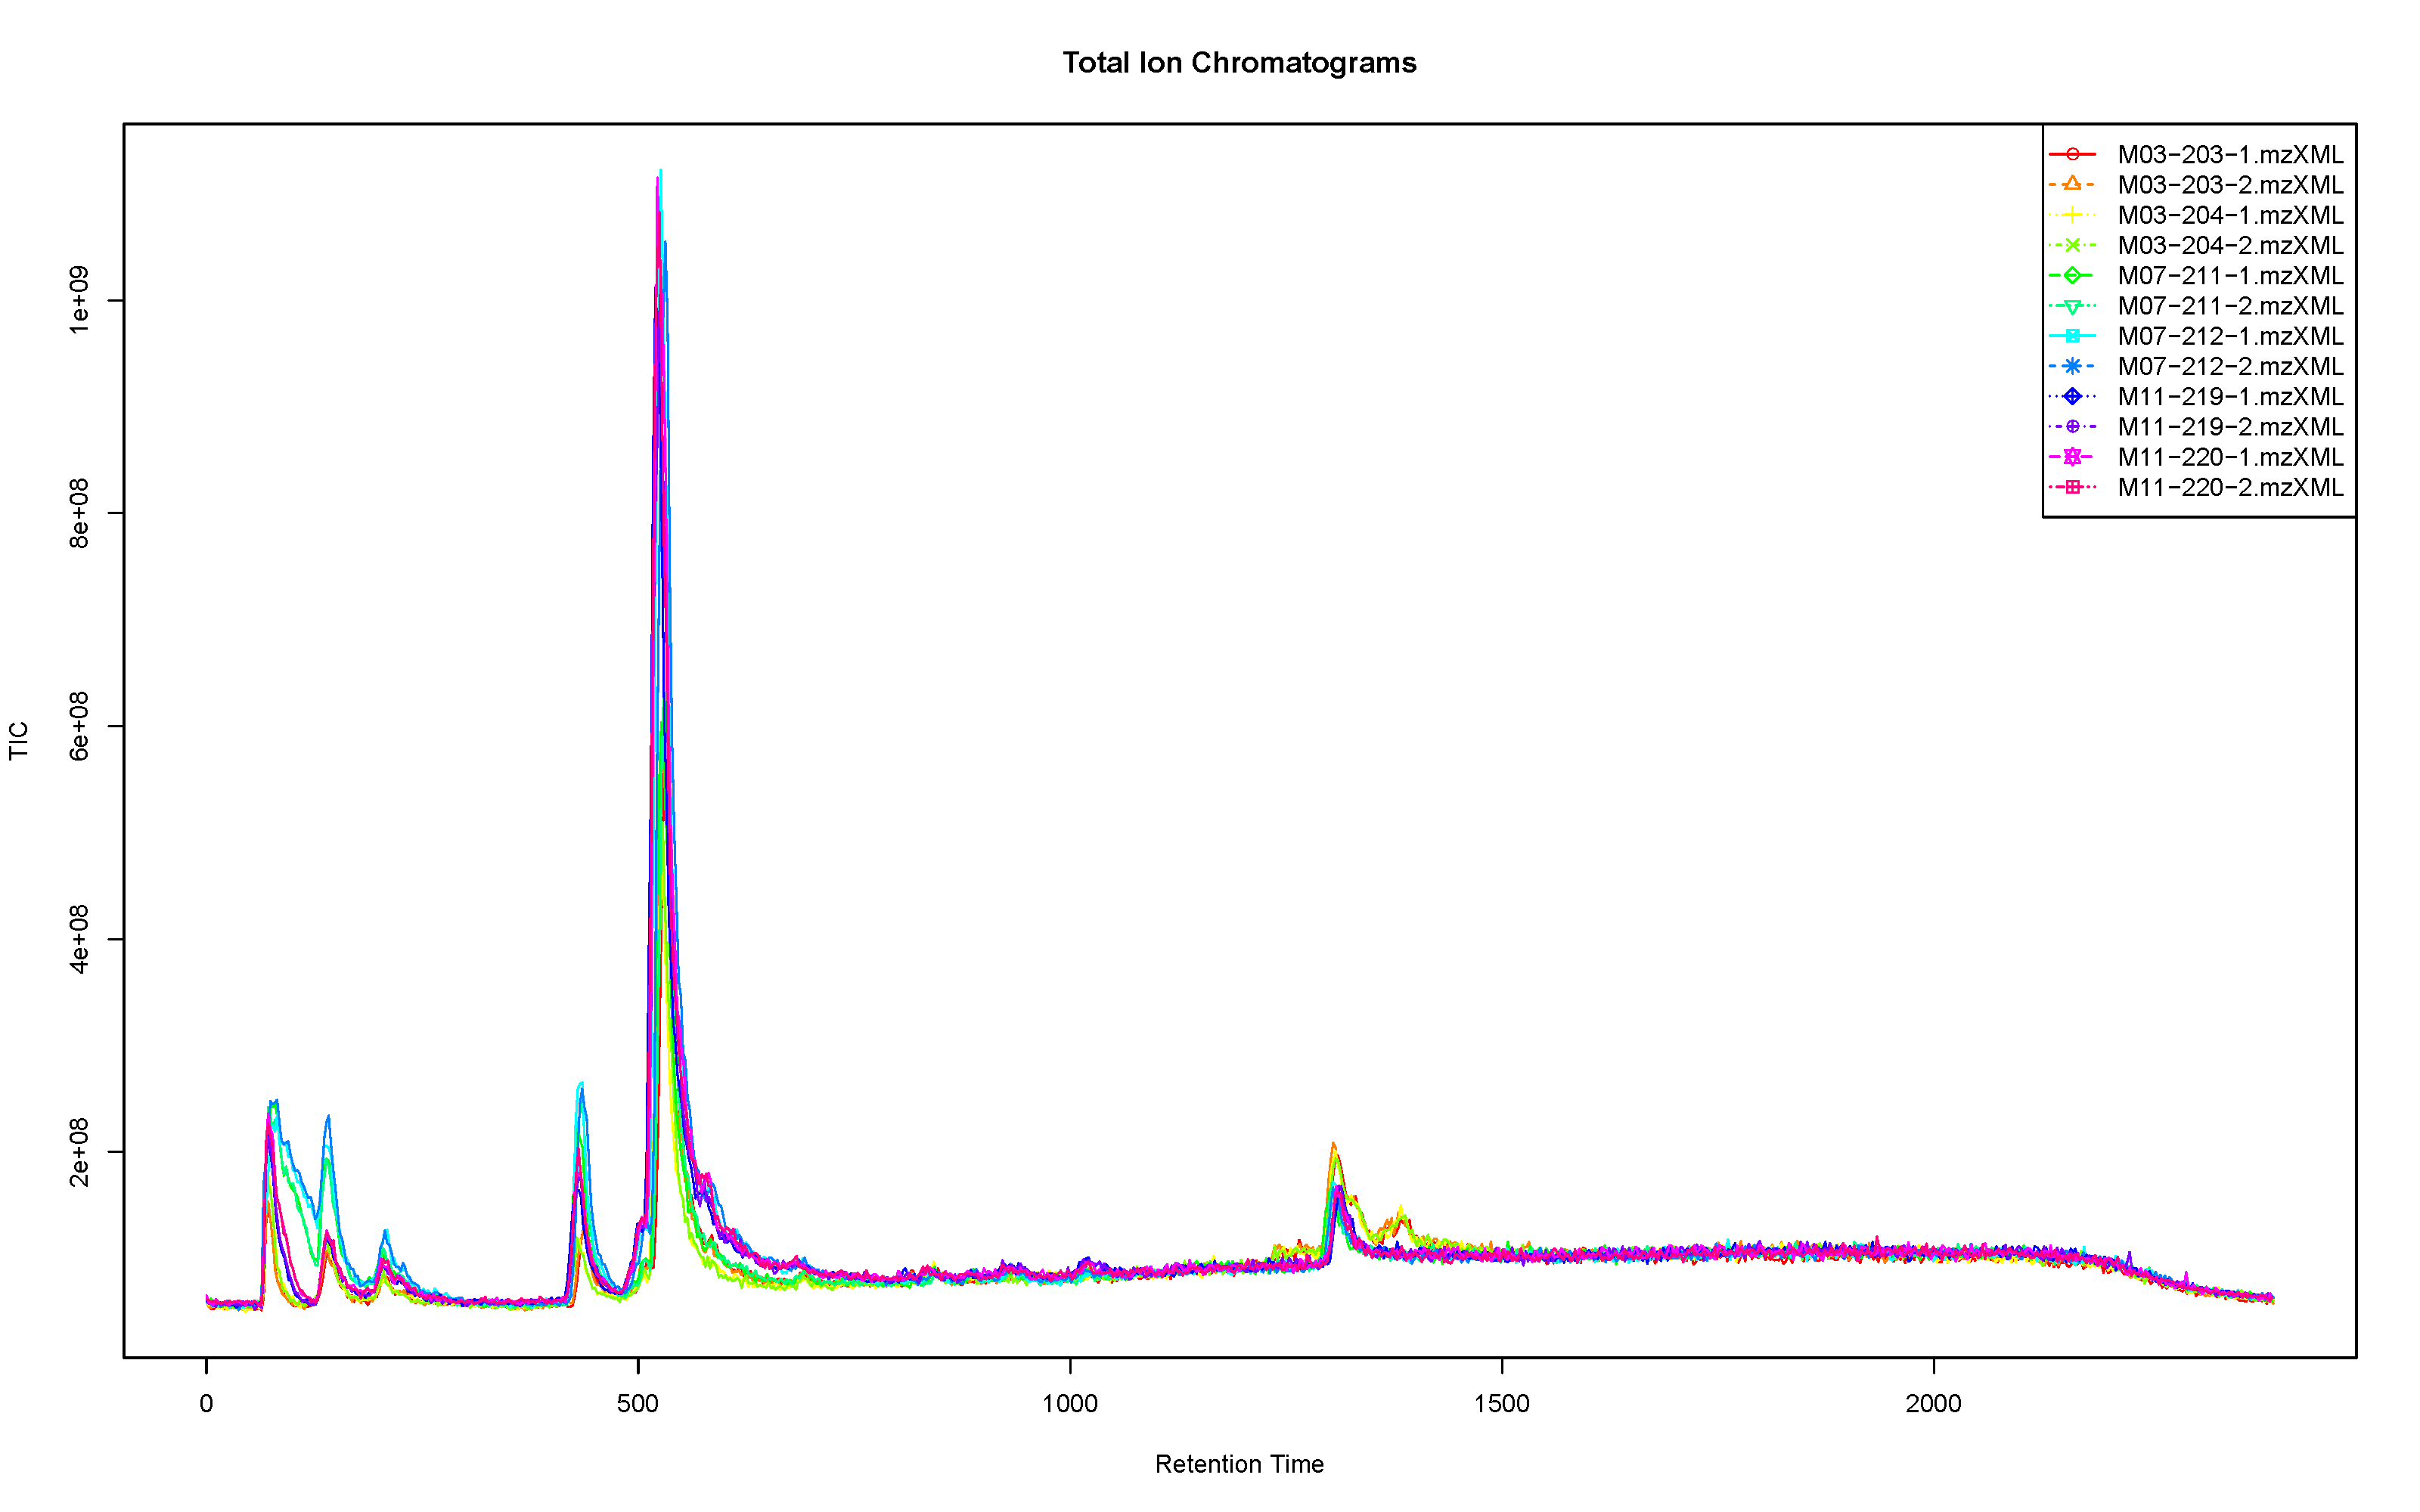 Total Ion Chromatograms
M03-203-1.mzXML
M03-203-2.mzXML
M03-204-1.mzXML
M03-204-2.mzXML
M07-211-1.mzXML
M07-211-2.mzXML
M07-212-1.mzXML
M07-212-2.mzXML
M11-219-1.mzXML
M11-219-2.mzXML
M11-220-1.mzXML
M11-220-2.mzXML
TIC
1e+09
8e+08
6e+08
4e+08
2e+08
0 500 1000 1500 2000
Retention Time